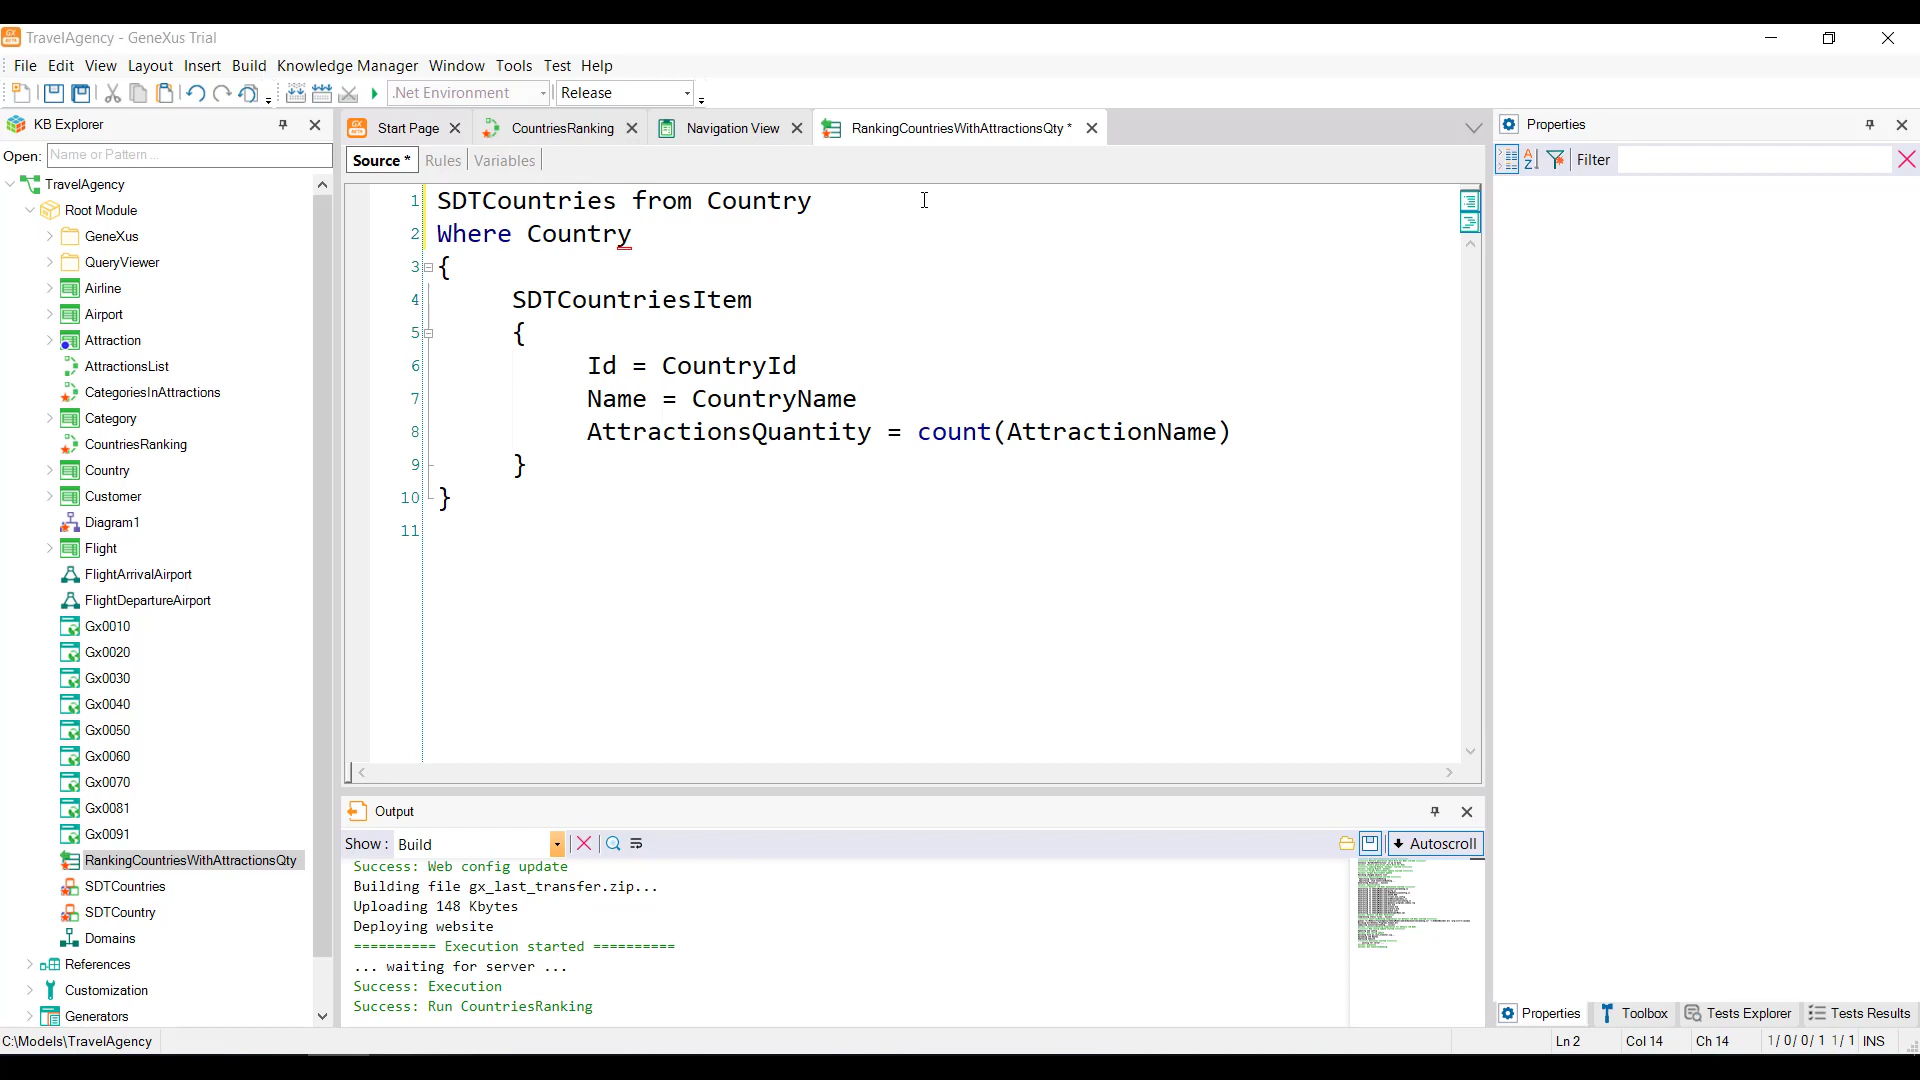 TravelAgency - GeneXus Trial
File Edit View Layout Insert Build Knowledge Manager Window Tools Test Help
.Net Environment Release
KB Explorer
Open: Name or Pattern ...
TravelAgency
Root Module
GeneXus
QueryViewer
Airline
Airport
Attraction
AttractionsList
CategoriesInAttractions
Category
CountriesRanking
Country
Customer
Diagram1
Flight
FlightArrivalAirport
FlightDepartureAirport
Gx0010
Gx0020
Gx0030
Gx0040
Gx0050
Gx0060
Gx0070
Gx0081
Gx0091
RankingCountriesWithAttractionsQty
SDTCountries
SDTCountry
Domains
References
Customization
Generators
Start Page CountriesRanking Navigation View RankingCountriesWithAttractionsQty *
Source * Rules Variables
1 SDTCountries from Country
2 Where Country
3 {
4 SDTCountriesItem
5 {
6 Id = CountryId
7 Name = CountryName
8 AttractionsQuantity = count(AttractionName)
9 }
10 }
11
Output
Show : Build Autoscroll
Success: Web config update
Building file gx_last_transfer.zip...
Uploading 148 Kbytes
Deploying website
========== Execution started ==========
... waiting for server ...
Success: Execution
Success: Run CountriesRanking
Properties
Filter
Properties Toolbox Tests Explorer Tests Results
C:\Models\TravelAgency Ln 2 Col 14 Ch 14 1/ 0/ 0/ 1 1/ 1 INS